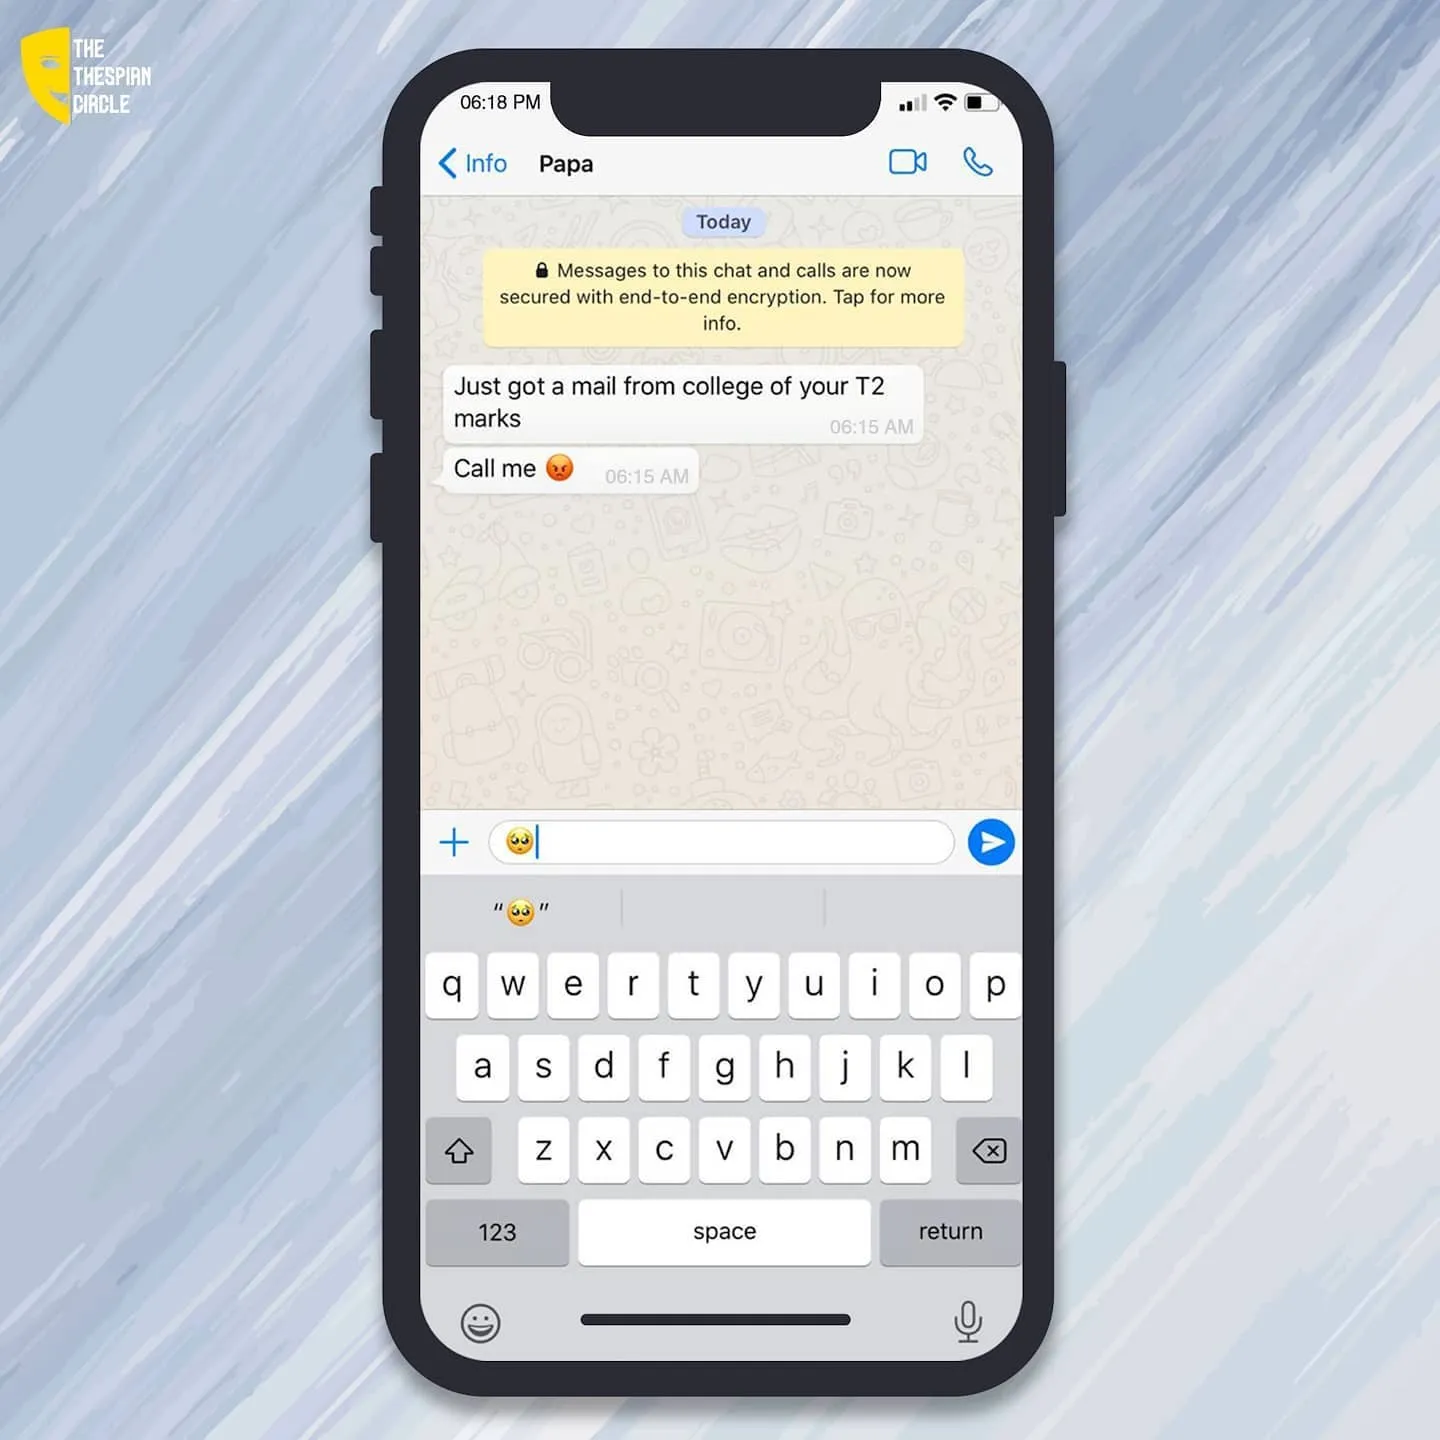 THE
THESPIAN
CIRCLE
06:18 PM
Info Papa
Today
Messages to this chat and calls are now
secured with end-to-end encryption. Tap for more
info.
Just got a mail from college of your T2
marks
06:15 AM
Call me 😡 06:15 AM
🥺
“🥺”
q w e r t y u i o p
a s d f g h j k l
z x c v b n m
123 space return